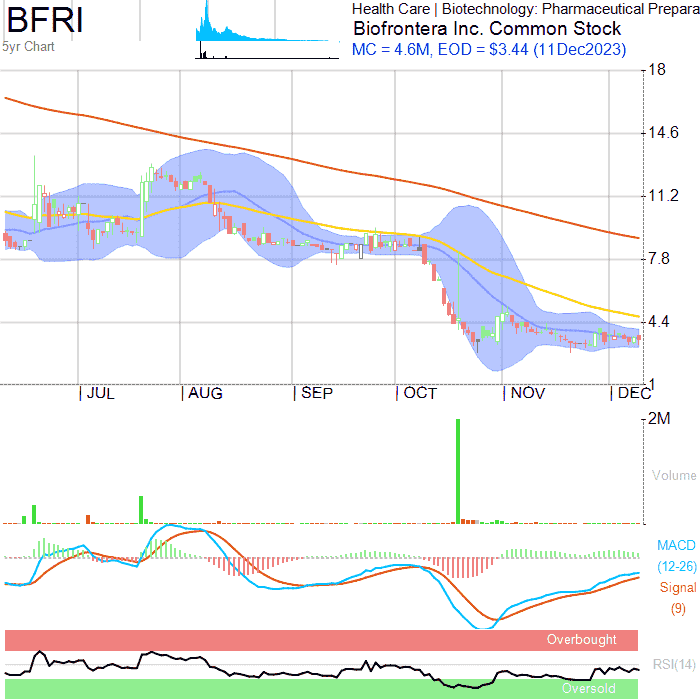 BFRI
5yr Chart
Health Care | Biotechnology: Pharmaceutical Prepara
Biofrontera Inc. Common Stock
MC = 4.6M, EOD = $3.44 (11Dec2023)
18
14.6
11.2
7.8
4.4
1
JUL AUG SEP OCT NOV DEC
2M
Volume
MACD
(12-26)
Signal
(9)
Overbought
RSI(14)
Oversold